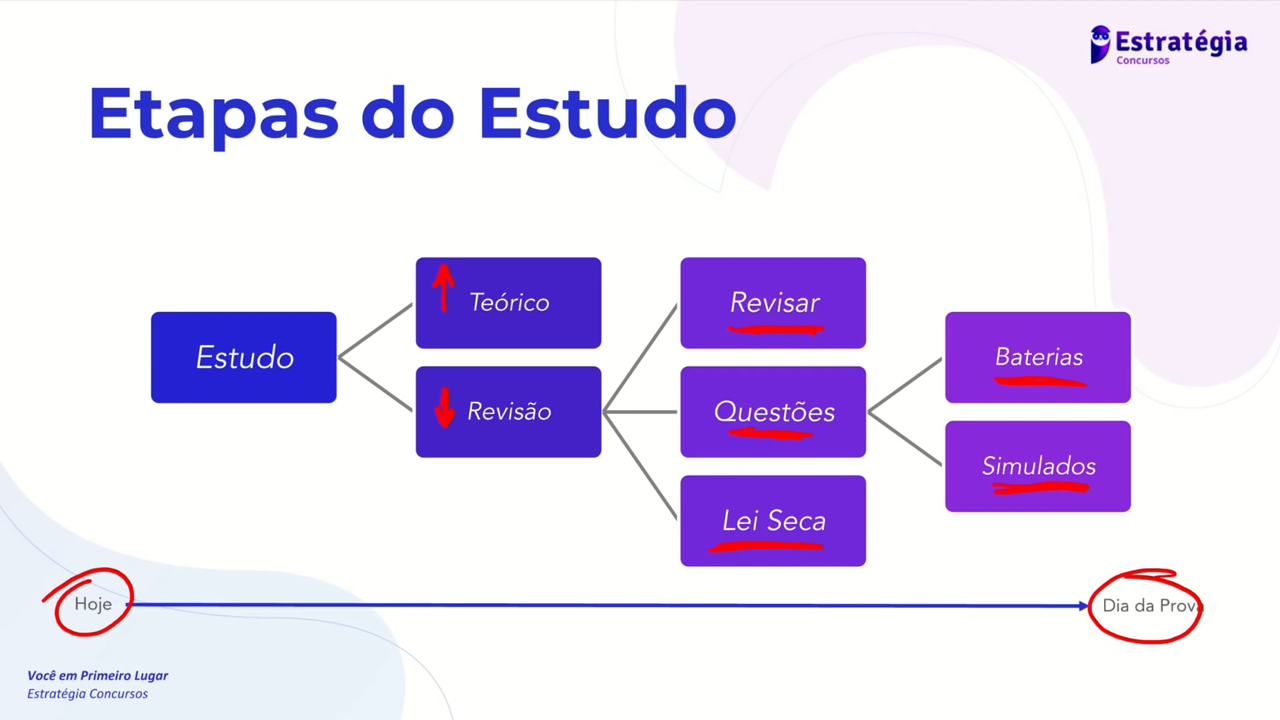 Estratégia
Concursos
Etapas do Estudo
Estudo
Teórico
Revisão
Revisar
Questões
Lei Seca
Baterias
Simulados
Hoje
Dia da Prova
Você em Primeiro Lugar
Estratégia Concursos